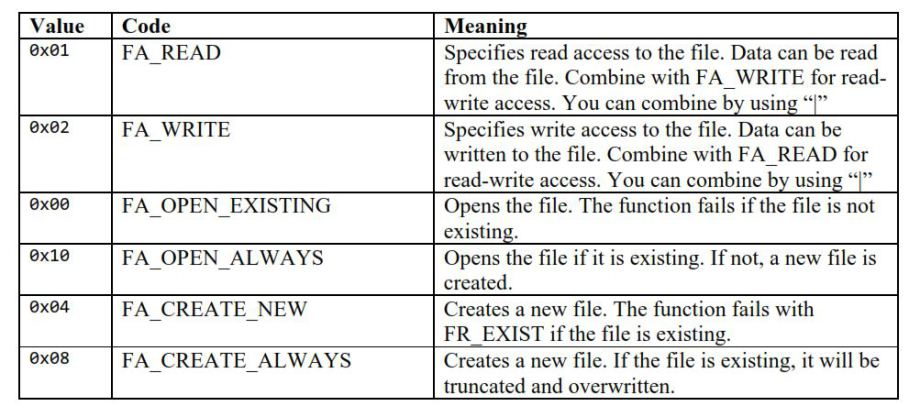 Value Code Meaning
0x01 FA_READ Specifies read access to the file. Data can be read
from the file. Combine with FA_WRITE for read-
write access. You can combine by using “|”
0x02 FA_WRITE Specifies write access to the file. Data can be
written to the file. Combine with FA_READ for
read-write access. You can combine by using “|”
0x00 FA_OPEN_EXISTING Opens the file. The function fails if the file is not
existing.
0x10 FA_OPEN_ALWAYS Opens the file if it is existing. If not, a new file is
created.
0x04 FA_CREATE_NEW Creates a new file. The function fails with
FR_EXIST if the file is existing.
0x08 FA_CREATE_ALWAYS Creates a new file. If the file is existing, it will be
truncated and overwritten.